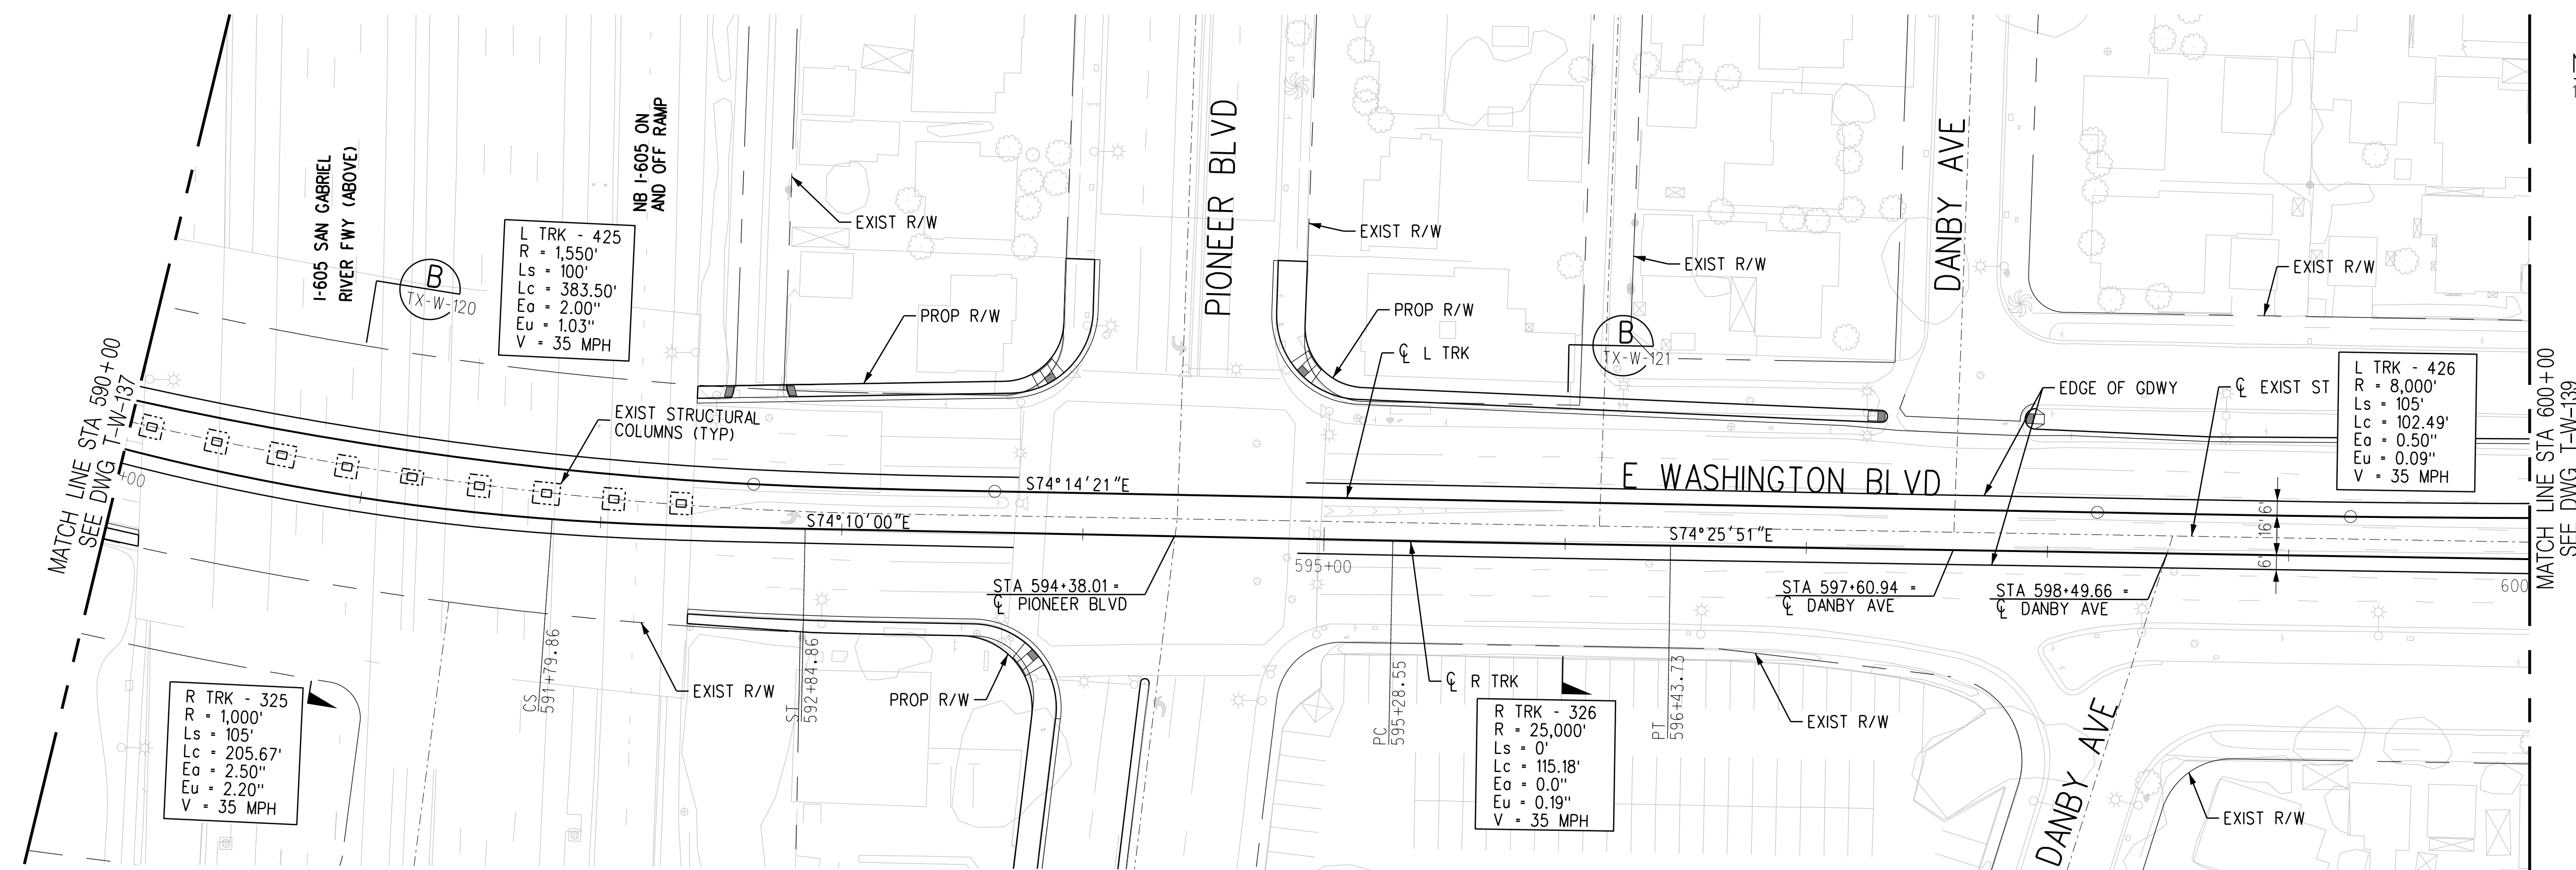 MATCH LINE STA 590+00
SEE DWG T-W-137
+00
I-605 SAN GABRIEL
RIVER FWY (ABOVE)
NB I-605 ON
AND OFF RAMP
B
TX-W-120
L TRK - 425
R = 1,550'
Ls = 100'
Lc = 383.50'
Ea = 2.00"
Eu = 1.03"
V = 35 MPH
EXIST R/W
PROP R/W
EXIST STRUCTURAL
COLUMNS (TYP)
S74°14'21"E
S74°10'00"E
CS
591+79.86
ST
592+84.86
R TRK - 325
R = 1,000'
Ls = 105'
Lc = 205.67'
Ea = 2.50"
Eu = 2.20"
V = 35 MPH
EXIST R/W
PROP R/W
STA 594+38.01 =
℄ PIONEER BLVD
PIONEER BLVD
EXIST R/W
PROP R/W
℄ L TRK
B
TX-W-121
EXIST R/W
E WASHINGTON BLVD
S74°25'51"E
595+00
PC
595+28.55
℄ R TRK
R TRK - 326
R = 25,000'
Ls = 0'
Lc = 115.18'
Ea = 0.0"
Eu = 0.19"
V = 35 MPH
PT
596+43.73
EXIST R/W
STA 597+60.94 =
℄ DANBY AVE
STA 598+49.66 =
℄ DANBY AVE
DANBY AVE
DANBY AVE
EXIST R/W
EDGE OF GDWY
℄ EXIST ST
L TRK - 426
R = 8,000'
Ls = 105'
Lc = 102.49'
Ea = 0.50"
Eu = 0.09"
V = 35 MPH
6'
16'
6'
600
EXIST R/W
MATCH LINE STA 600+00
SEE DWG T-W-139